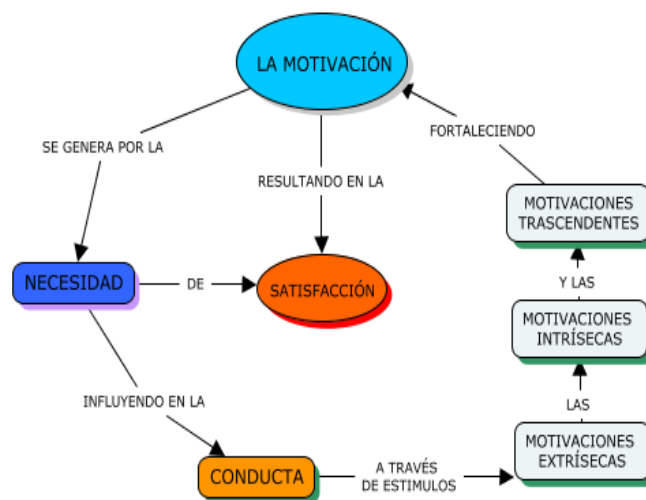 LA MOTIVACIÓN
SE GENERA POR LA
FORTALECIENDO
RESULTANDO EN LA
MOTIVACIONES
TRASCENDENTES
NECESIDAD
DE
SATISFACCIÓN
Y LAS
MOTIVACIONES
INTRÍSECAS
INFLUYENDO EN LA
LAS
CONDUCTA
A TRAVÉS
DE ESTIMULOS
MOTIVACIONES
EXTRÍSECAS